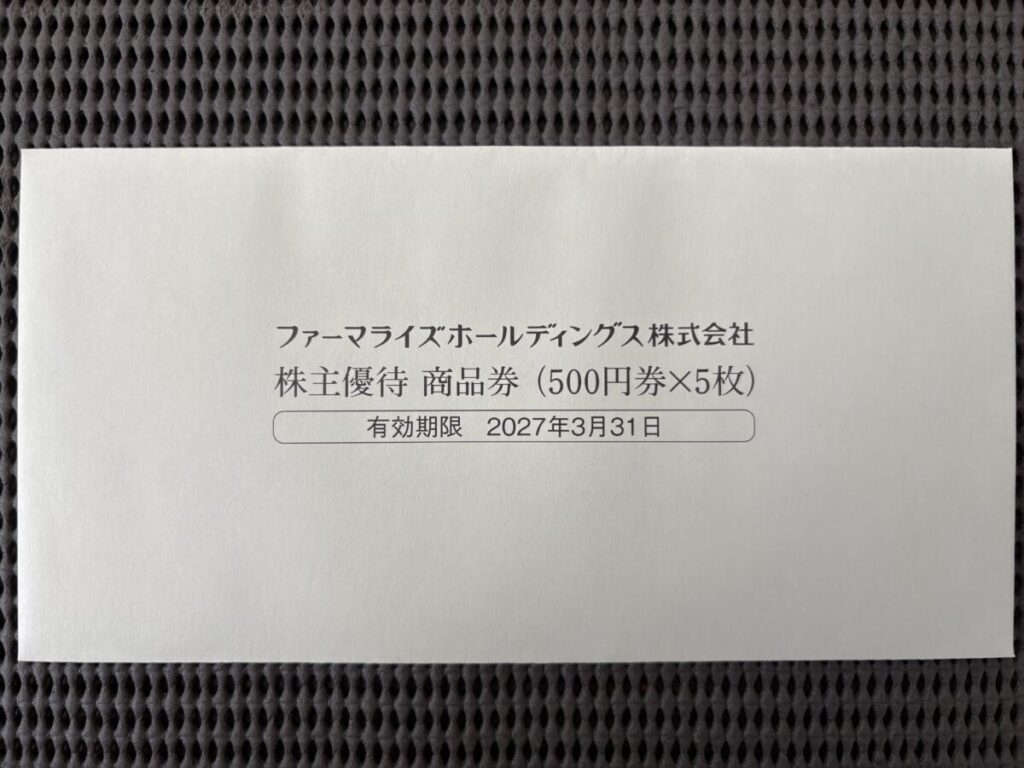 ファーマライズホールディングス株式会社
株主優待 商品券（500円券×5枚）
有効期限　2027年3月31日